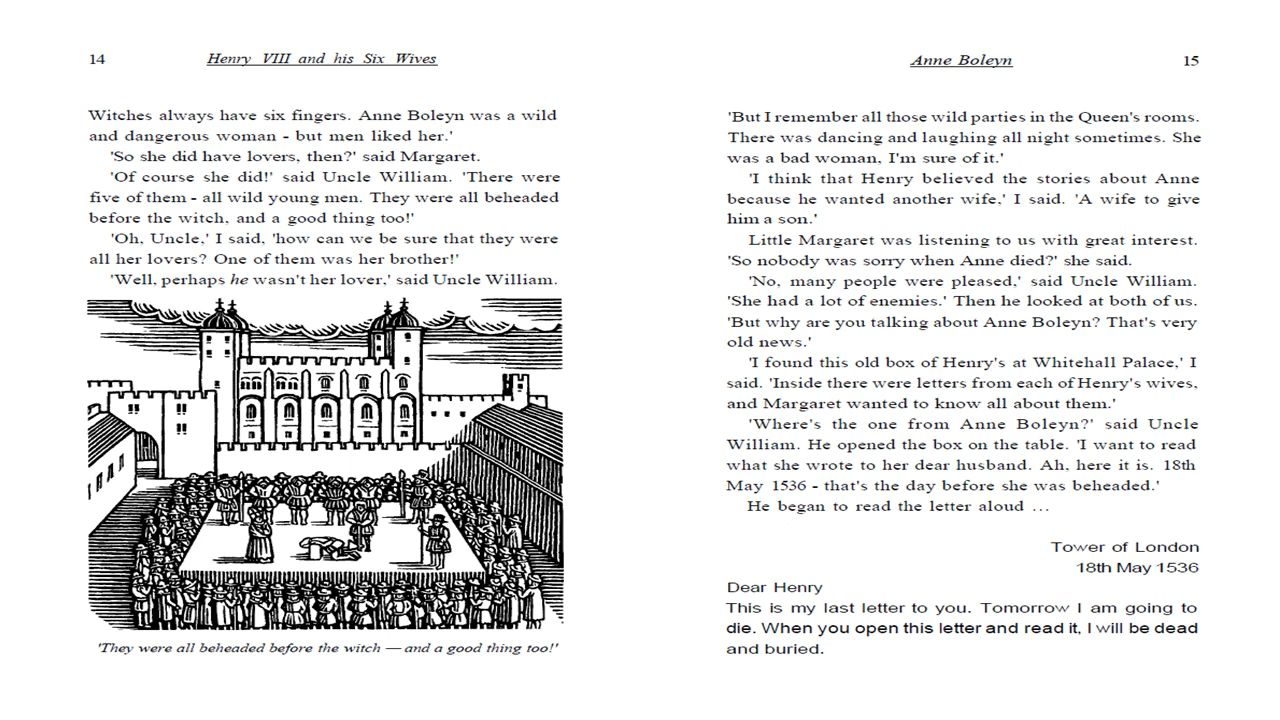 14 Henry VIII and his Six Wives
Witches always have six fingers. Anne Boleyn was a wild
and dangerous woman - but men liked her.'
'So she did have lovers, then?' said Margaret.
'Of course she did!' said Uncle William. 'There were
five of them - all wild young men. They were all beheaded
before the witch, and a good thing too!'
'Oh, Uncle,' I said, 'how can we be sure that they were
all her lovers? One of them was her brother!'
'Well, perhaps he wasn't her lover,' said Uncle William.
'They were all beheaded before the witch — and a good thing too!'
Anne Boleyn 15
'But I remember all those wild parties in the Queen's rooms.
There was dancing and laughing all night sometimes. She
was a bad woman, I'm sure of it.'
'I think that Henry believed the stories about Anne
because he wanted another wife,' I said. 'A wife to give
him a son.'
Little Margaret was listening to us with great interest.
'So nobody was sorry when Anne died?' she said.
'No, many people were pleased,' said Uncle William.
'She had a lot of enemies.' Then he looked at both of us.
'But why are you talking about Anne Boleyn? That's very
old news.'
'I found this old box of Henry's at Whitehall Palace,' I
said. 'Inside there were letters from each of Henry's wives,
and Margaret wanted to know all about them.'
'Where's the one from Anne Boleyn?' said Uncle
William. He opened the box on the table. 'I want to read
what she wrote to her dear husband. Ah, here it is. 18th
May 1536 - that's the day before she was beheaded.'
He began to read the letter aloud ...
Tower of London
18th May 1536
Dear Henry
This is my last letter to you. Tomorrow I am going to
die. When you open this letter and read it, I will be dead
and buried.